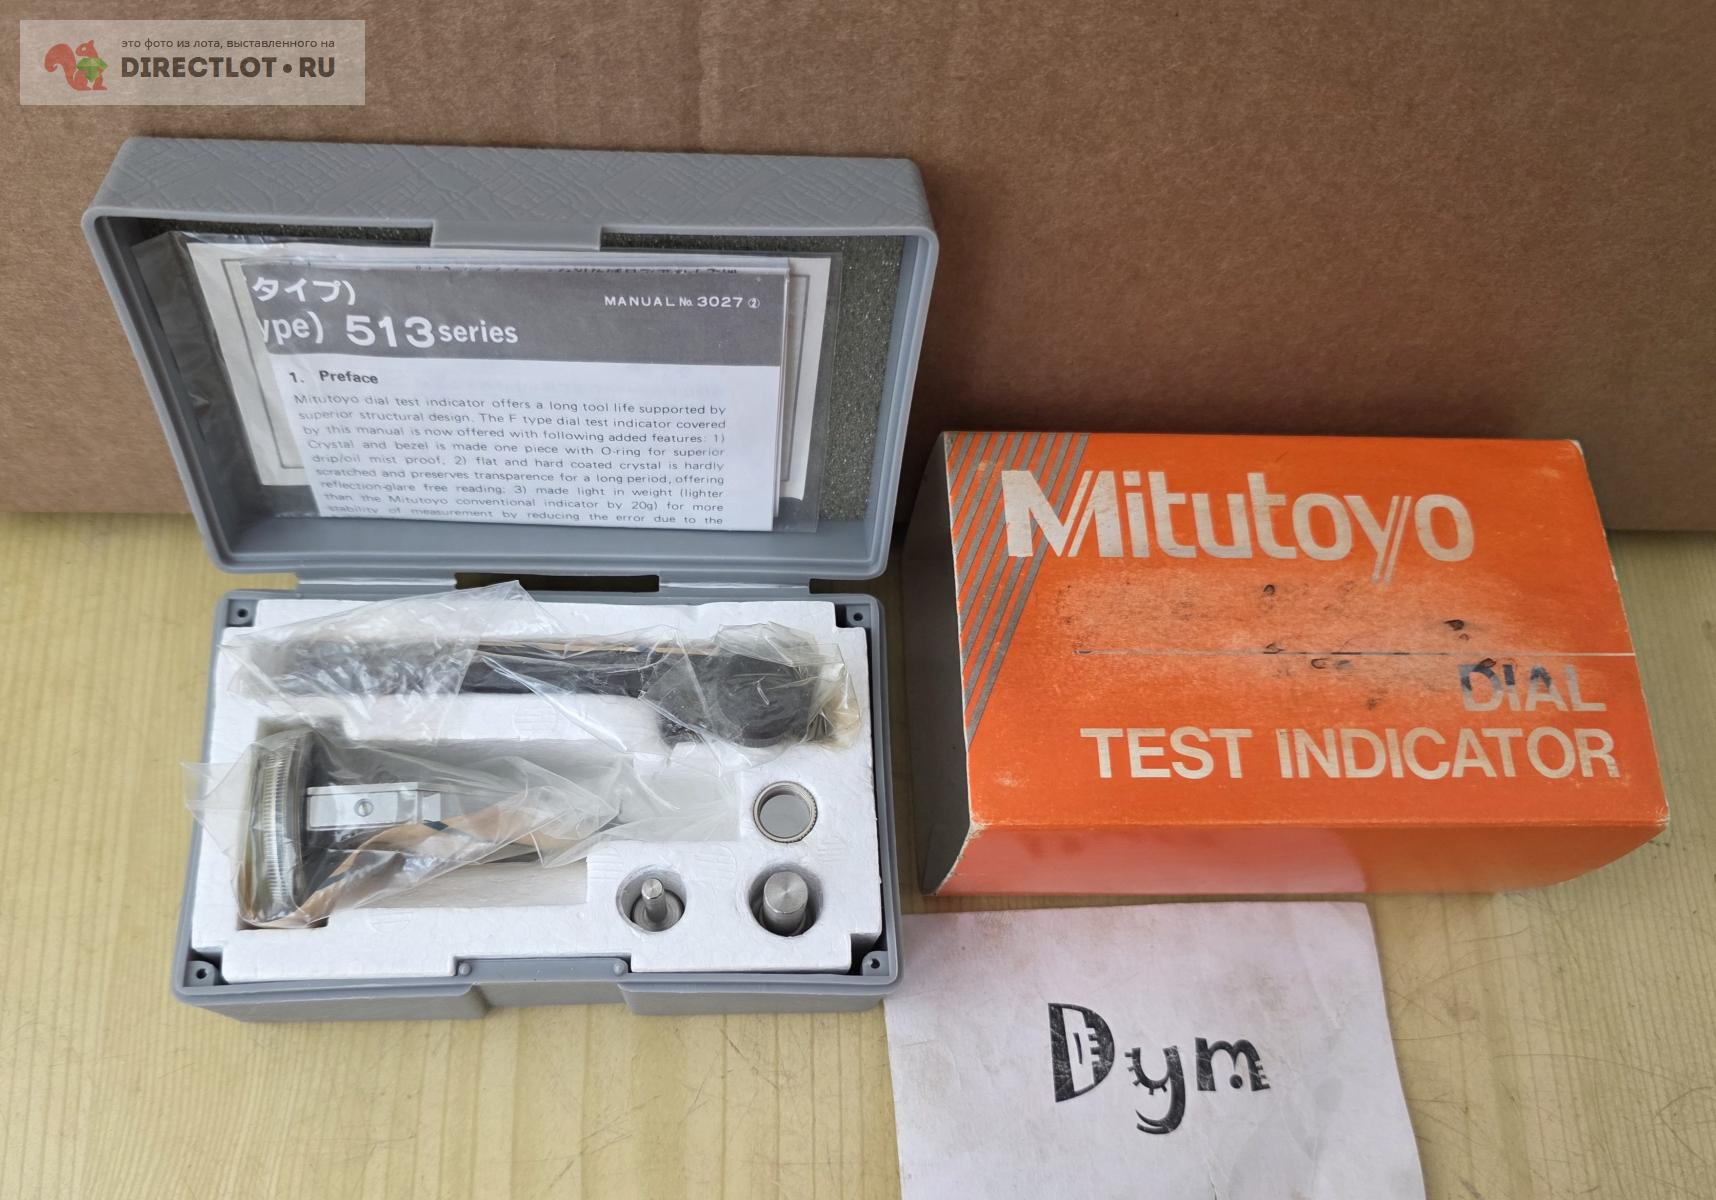 это фото из лота, выставленного на
DIRECTLOT•RU
タイプ)
MANUAL No. 3027 ②
ype) 513 series
1. Preface
Mitutoyo dial test indicator offers a long tool life supported by
superior structural design. The F type dial test indicator covered
by this manual is now offered with following added features: 1)
Crystal and bezel is made one piece with O-ring for superior
drip/oil mist proof, 2) flat and hard coated crystal is hardly
scratched and preserves transparence for a long period, offering
reflection-glare free reading; 3) made light in weight (lighter
than the Mitutoyo conventional indicator by 20g) for more
stability of measurement by reducing the error due to the
Mitutoyo
DIAL
TEST INDICATOR
Dym